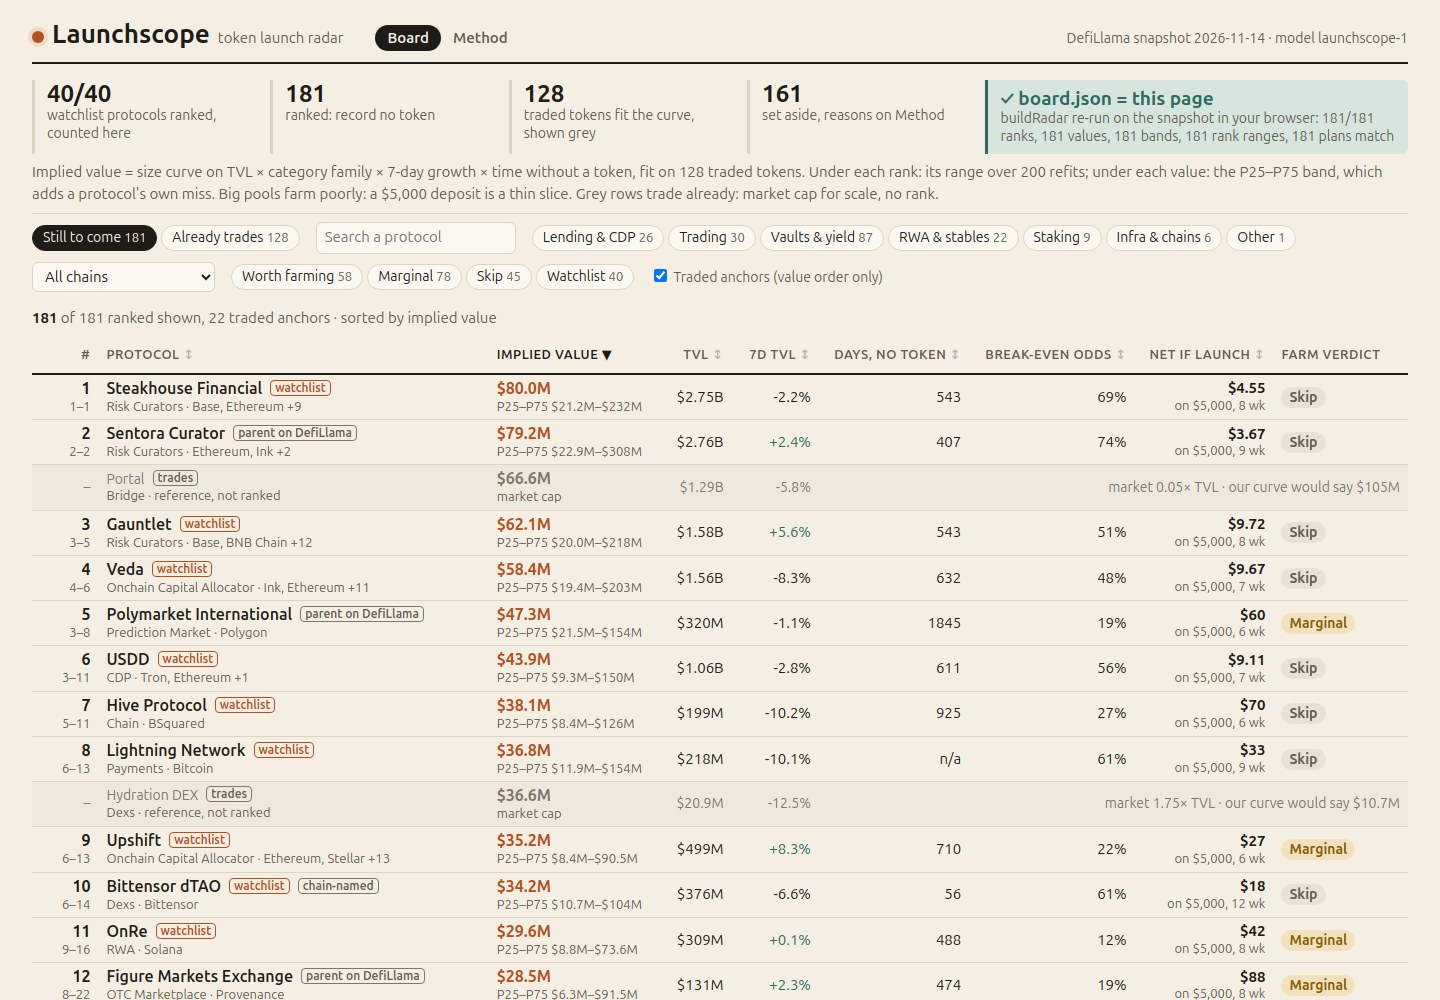 Launchscope token launch radar Board Method DefiLlama snapshot 2026-11-14 · model launchscope-1
40/40
watchlist protocols ranked,
counted here
181
ranked: record no token
128
traded tokens fit the curve,
shown grey
161
set aside, reasons on Method
✓ board.json = this page
buildRadar re-run on the snapshot in your browser: 181/181
ranks, 181 values, 181 bands, 181 rank ranges, 181 plans match
Implied value = size curve on TVL × category family × 7-day growth × time without a token, fit on 128 traded tokens. Under each rank: its range over 200 refits; under each value: the P25–P75 band, which
adds a protocol's own miss. Big pools farm poorly: a $5,000 deposit is a thin slice. Grey rows trade already: market cap for scale, no rank.
Still to come 181 Already trades 128 Search a protocol Lending & CDP 26 Trading 30 Vaults & yield 87 RWA & stables 22 Staking 9 Infra & chains 6 Other 1
All chains Worth farming 58 Marginal 78 Skip 45 Watchlist 40 Traded anchors (value order only)
181 of 181 ranked shown, 22 traded anchors · sorted by implied value
# PROTOCOL ↕ IMPLIED VALUE ▼ TVL ↕ 7D TVL ↕ DAYS, NO TOKEN ↕ BREAK-EVEN ODDS ↕ NET IF LAUNCH ↕ FARM VERDICT
1 Steakhouse Financial watchlist $80.0M $2.75B -2.2% 543 69% $4.55 Skip
1–1 Risk Curators · Base, Ethereum +9 P25–P75 $21.2M–$232M on $5,000, 8 wk
2 Sentora Curator parent on DefiLlama $79.2M $2.76B +2.4% 407 74% $3.67 Skip
2–2 Risk Curators · Ethereum, Ink +2 P25–P75 $22.9M–$308M on $5,000, 9 wk
– Portal trades $66.6M $1.29B -5.8% market 0.05× TVL · our curve would say $105M
Bridge · reference, not ranked market cap
3 Gauntlet watchlist $62.1M $1.58B +5.6% 543 51% $9.72 Skip
3–5 Risk Curators · Base, BNB Chain +12 P25–P75 $20.0M–$218M on $5,000, 8 wk
4 Veda watchlist $58.4M $1.56B -8.3% 632 48% $9.67 Skip
4–6 Onchain Capital Allocator · Ink, Ethereum +11 P25–P75 $19.4M–$203M on $5,000, 7 wk
5 Polymarket International parent on DefiLlama $47.3M $320M -1.1% 1845 19% $60 Marginal
3–8 Prediction Market · Polygon P25–P75 $21.5M–$154M on $5,000, 6 wk
6 USDD watchlist $43.9M $1.06B -2.8% 611 56% $9.11 Skip
3–11 CDP · Tron, Ethereum +1 P25–P75 $9.3M–$150M on $5,000, 7 wk
7 Hive Protocol watchlist $38.1M $199M -10.2% 925 27% $70 Skip
5–11 Chain · BSquared P25–P75 $8.4M–$126M on $5,000, 6 wk
8 Lightning Network watchlist $36.8M $218M -10.1% n/a 61% $33 Skip
6–13 Payments · Bitcoin P25–P75 $11.9M–$154M on $5,000, 9 wk
– Hydration DEX trades $36.6M $20.9M -12.5% market 1.75× TVL · our curve would say $10.7M
Dexs · reference, not ranked market cap
9 Upshift watchlist $35.2M $499M +8.3% 710 22% $27 Marginal
6–13 Onchain Capital Allocator · Ethereum, Stellar +13 P25–P75 $8.4M–$90.5M on $5,000, 6 wk
10 Bittensor dTAO watchlist chain-named $34.2M $376M -6.6% 56 61% $18 Skip
6–14 Dexs · Bittensor P25–P75 $10.7M–$104M on $5,000, 12 wk
11 OnRe watchlist $29.6M $309M +0.1% 488 12% $42 Marginal
9–16 RWA · Solana P25–P75 $8.8M–$73.6M on $5,000, 8 wk
12 Figure Markets Exchange parent on DefiLlama $28.5M $131M +2.3% 474 19% $88 Marginal
8–22 OTC Marketplace · Provenance P25–P75 $6.3M–$91.5M on $5,000, 8 wk